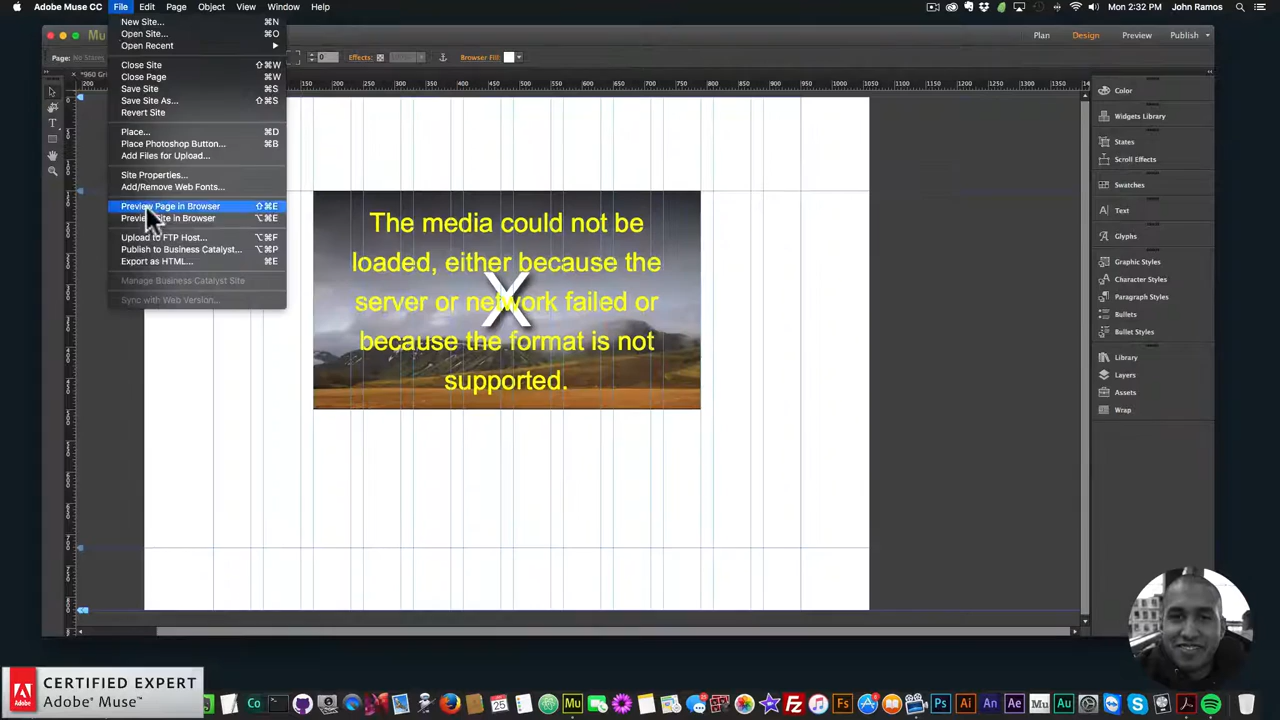 Adobe Muse CC File Edit Page Object View Window Help Mon 2:32 PM John Ramos
New Site... ⌘N
Open Site... ⌘O
Open Recent
Close Site ⇧⌘W
Close Page ⌘W
Save Site ⌘S
Save Site As... ⇧⌘S
Revert Site
Place... ⌘D
Place Photoshop Button... ⌘B
Add Files for Upload...
Site Properties...
Add/Remove Web Fonts...
Preview Page in Browser ⇧⌘E
Preview Site in Browser ⌥⌘E
Upload to FTP Host... ⌥⌘F
Publish to Business Catalyst... ⌥⌘P
Export as HTML... ⌘E
Manage Business Catalyst Site
Sync with Web Version...
Mu
Plan Design Preview Publish
Page: Effects: Browser Fill:
The media could not be
loaded, either because the
server or network failed or
because the format is not
supported.
X
Color
Widgets Library
States
Scroll Effects
Swatches
Text
Glyphs
Graphic Styles
Character Styles
Paragraph Styles
Bullets
Bullet Styles
Library
Layers
Assets
Wrap
CERTIFIED EXPERT
Adobe® Muse™